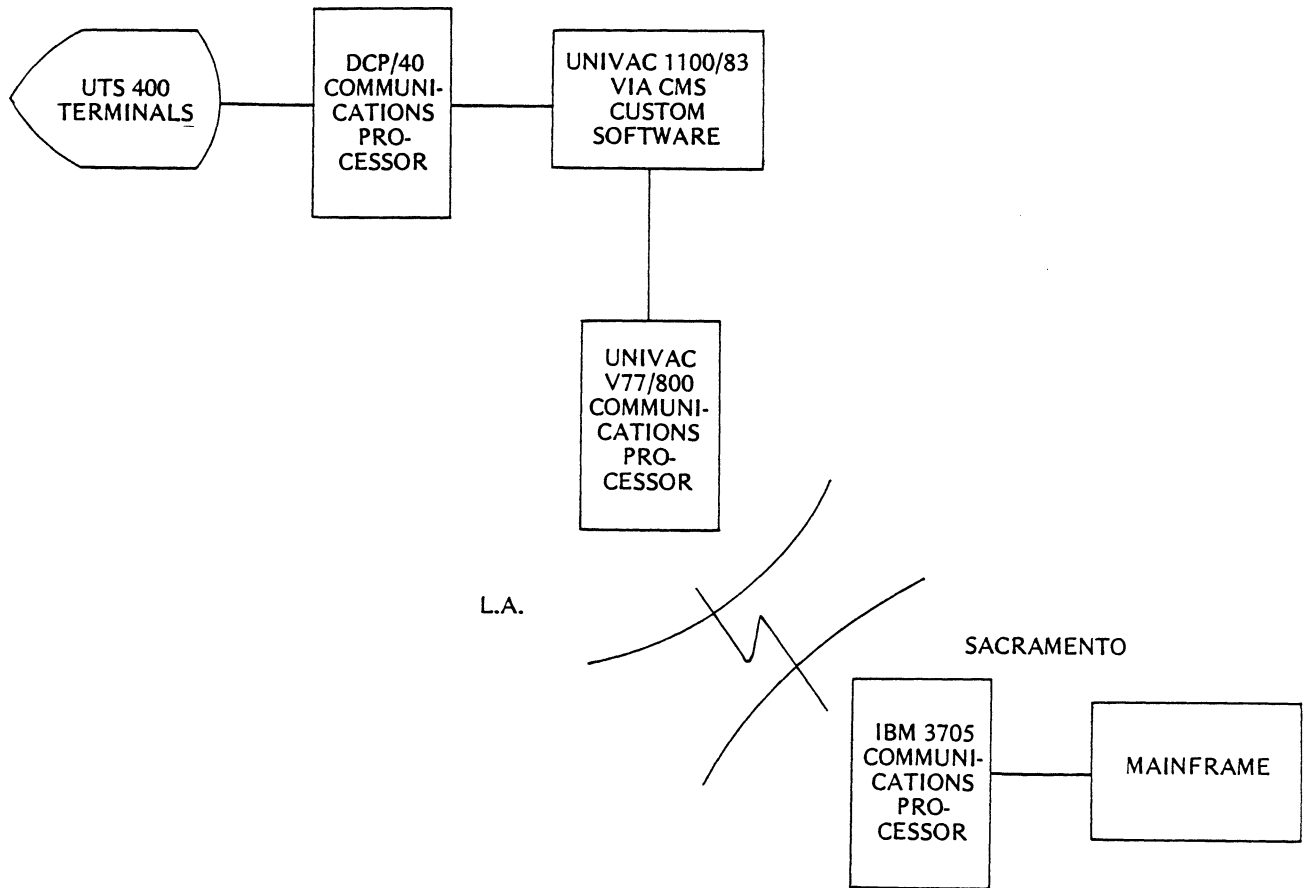 UTS 400
TERMINALS
DCP/40
COMMUNI-
CATIONS
PRO-
CESSOR
UNIVAC 1100/83
VIA CMS
CUSTOM
SOFTWARE
UNIVAC
V77/800
COMMUNI-
CATIONS
PRO-
CESSOR
L.A.
SACRAMENTO
IBM 3705
COMMUNI-
CATIONS
PRO-
CESSOR
MAINFRAME